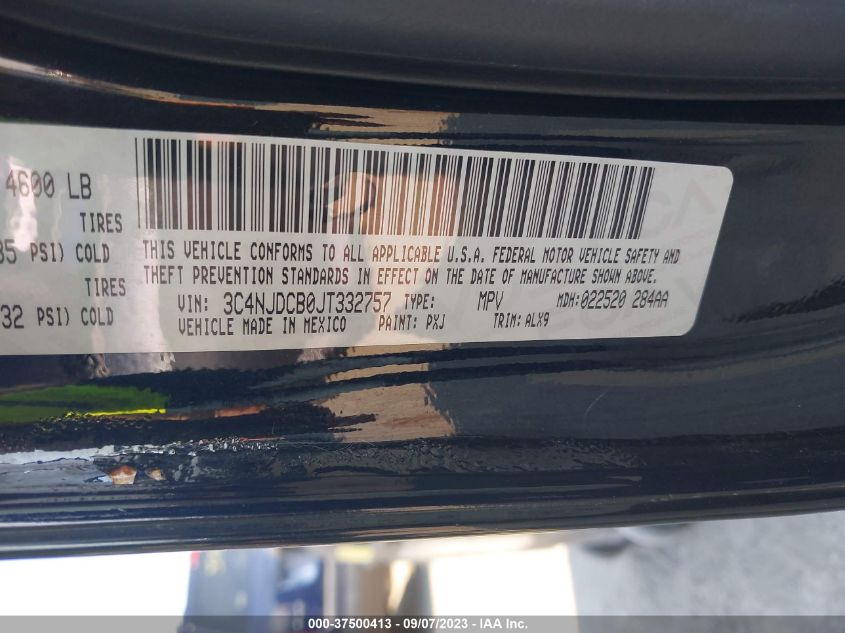 4600 LB
TIRES
35 PSI) COLD
TIRES
32 PSI) COLD
THIS VEHICLE CONFORMS TO ALL APPLICABLE U.S.A. FEDERAL MOTOR VEHICLE SAFETY AND
THEFT PREVENTION STANDARDS IN EFFECT ON THE DATE OF MANUFACTURE SHOWN ABOVE.
VIN: 3C4NJDCB0JT332757 TYPE: MPV MDH:022520 284AA
VEHICLE MADE IN MEXICO PAINT: PXJ TRIM: ALX9
000-37500413 - 09/07/2023 - IAA Inc.